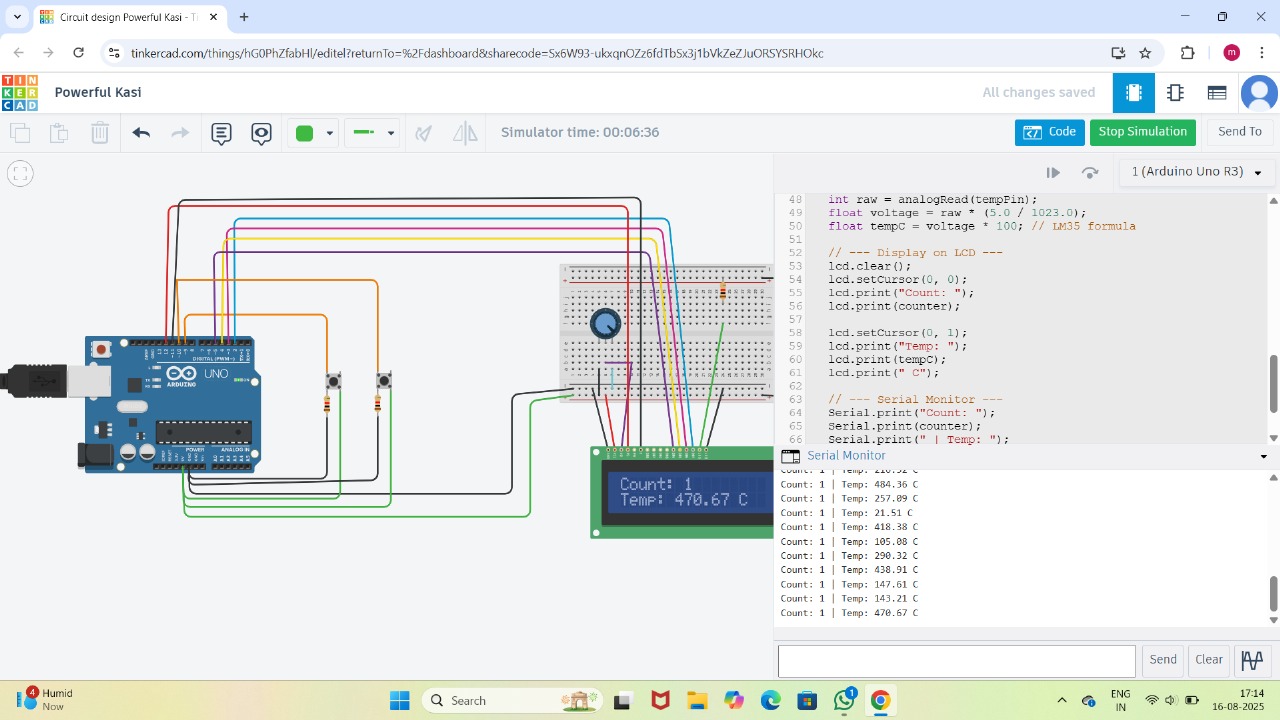 Circuit design Powerful Kasi - Ti
tinkercad.com/things/hG0PhZfabHl/editel?returnTo=%2Fdashboard&sharecode=Sx6W93-ukxqnOZz6fdTbSx3j1bVkZeZJuORSYSRHOkc
m
TIN
KER
CAD
Powerful Kasi
All changes saved
Simulator time: 00:06:36
Code
Stop Simulation
Send To
1 (Arduino Uno R3)
48 int raw = analogRead(tempPin);
49 float voltage = raw * (5.0 / 1023.0);
50 float tempC = voltage * 100; // LM35 formula
51
52 // --- Display on LCD ---
53 lcd.clear();
54 lcd.setCursor(0, 0);
55 lcd.print("Count: ");
56 lcd.print(counter);
57
58 lcd.setCursor(0, 1);
59 lcd.print("Temp: ");
60 lcd.print(tempC);
61 lcd.print(" C");
62
63 // --- Serial Monitor ---
64 Serial.print("Count: ");
65 Serial.print(counter);
66 Serial.print(" | Temp: ");
DIGITAL (PWM~)
UNO
ARDUINO
POWER
ANALOG IN
Count: 1
Temp: 470.67 C
Serial Monitor
Count: 1 | Temp: 484.36 C
Count: 1 | Temp: 257.09 C
Count: 1 | Temp: 21.51 C
Count: 1 | Temp: 418.38 C
Count: 1 | Temp: 105.08 C
Count: 1 | Temp: 290.32 C
Count: 1 | Temp: 438.91 C
Count: 1 | Temp: 147.61 C
Count: 1 | Temp: 143.21 C
Count: 1 | Temp: 470.67 C
Send
Clear
4
Humid
Now
Search
1
ENG
IN
17:14
16-08-2025